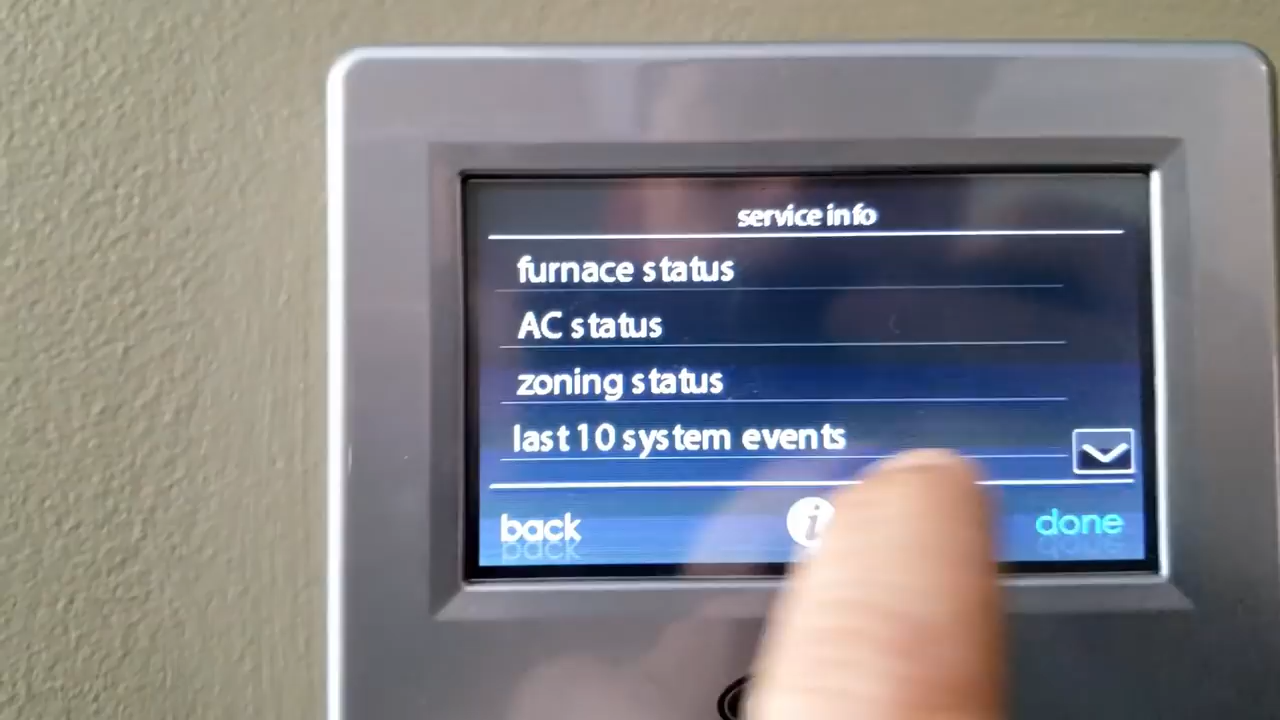 service info
furnace status
AC status
zoning status
last 10 system events
back
i
done